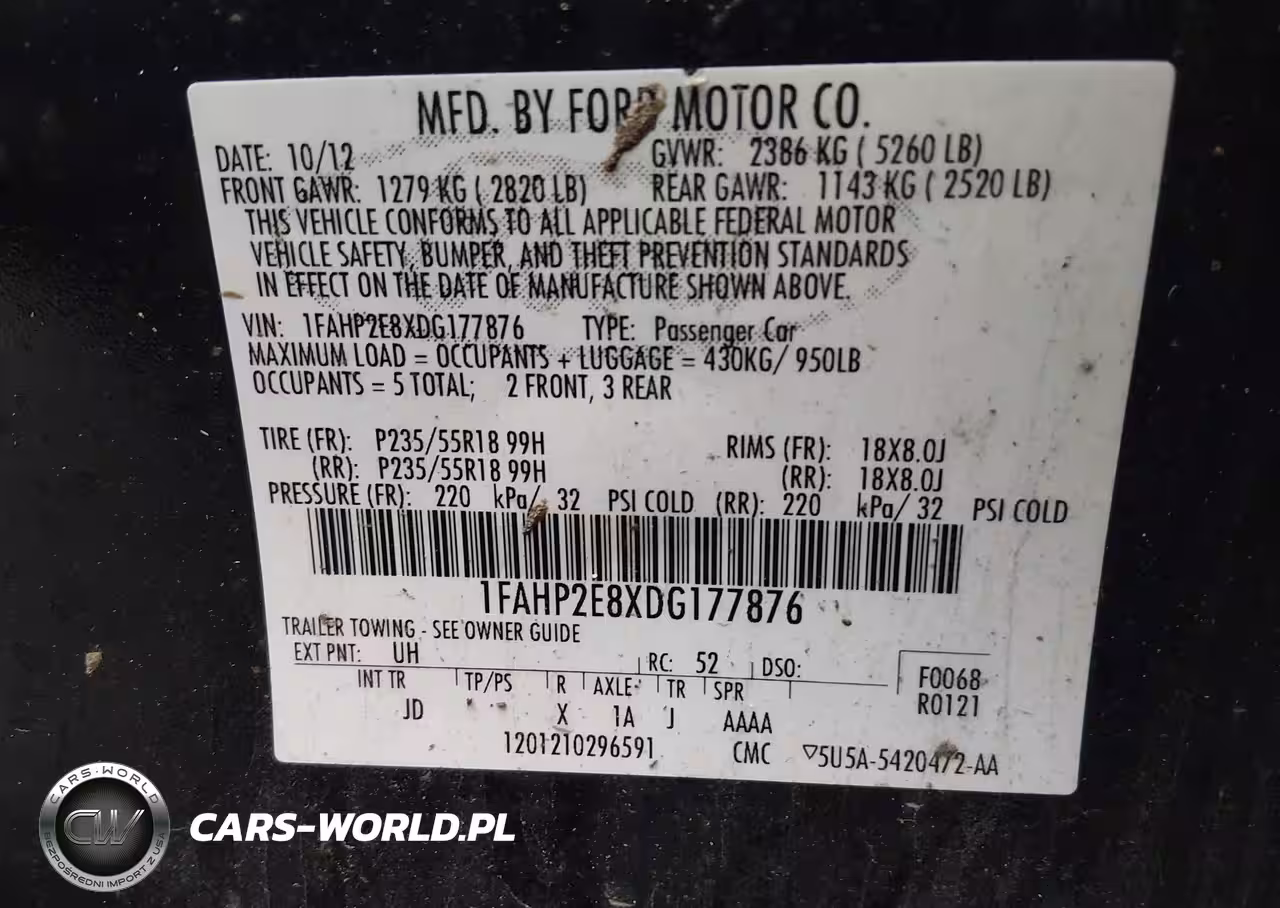 MFD. BY FORD MOTOR CO.
DATE: 10/12 GVWR: 2386 KG ( 5260 LB)
FRONT GAWR: 1279 KG ( 2820 LB) REAR GAWR: 1143 KG ( 2520 LB)
THIS VEHICLE CONFORMS TO ALL APPLICABLE FEDERAL MOTOR
VEHICLE SAFETY, BUMPER, AND THEFT PREVENTION STANDARDS
IN EFFECT ON THE DATE OF MANUFACTURE SHOWN ABOVE.
VIN: 1FAHP2E8XDG177876 TYPE: Passenger Car
MAXIMUM LOAD = OCCUPANTS + LUGGAGE = 430KG/ 950LB
OCCUPANTS = 5 TOTAL; 2 FRONT, 3 REAR
TIRE (FR): P235/55R18 99H RIMS (FR): 18X8.0J
(RR): P235/55R18 99H (RR): 18X8.0J
PRESSURE (FR): 220 kPa/ 32 PSI COLD (RR): 220 kPa/ 32 PSI COLD
1FAHP2E8XDG177876
TRAILER TOWING - SEE OWNER GUIDE
EXT PNT: UH RC: 52 DSO:
F0068
INT TR TP/PS R AXLE TR SPR
R0121
JD X 1A J AAAA
1201210296591 CMC ▽5U5A-5420472-AA
CARS-WORLD
CW
BEZPOŚREDNI IMPORT Z USA
CARS-WORLD.PL